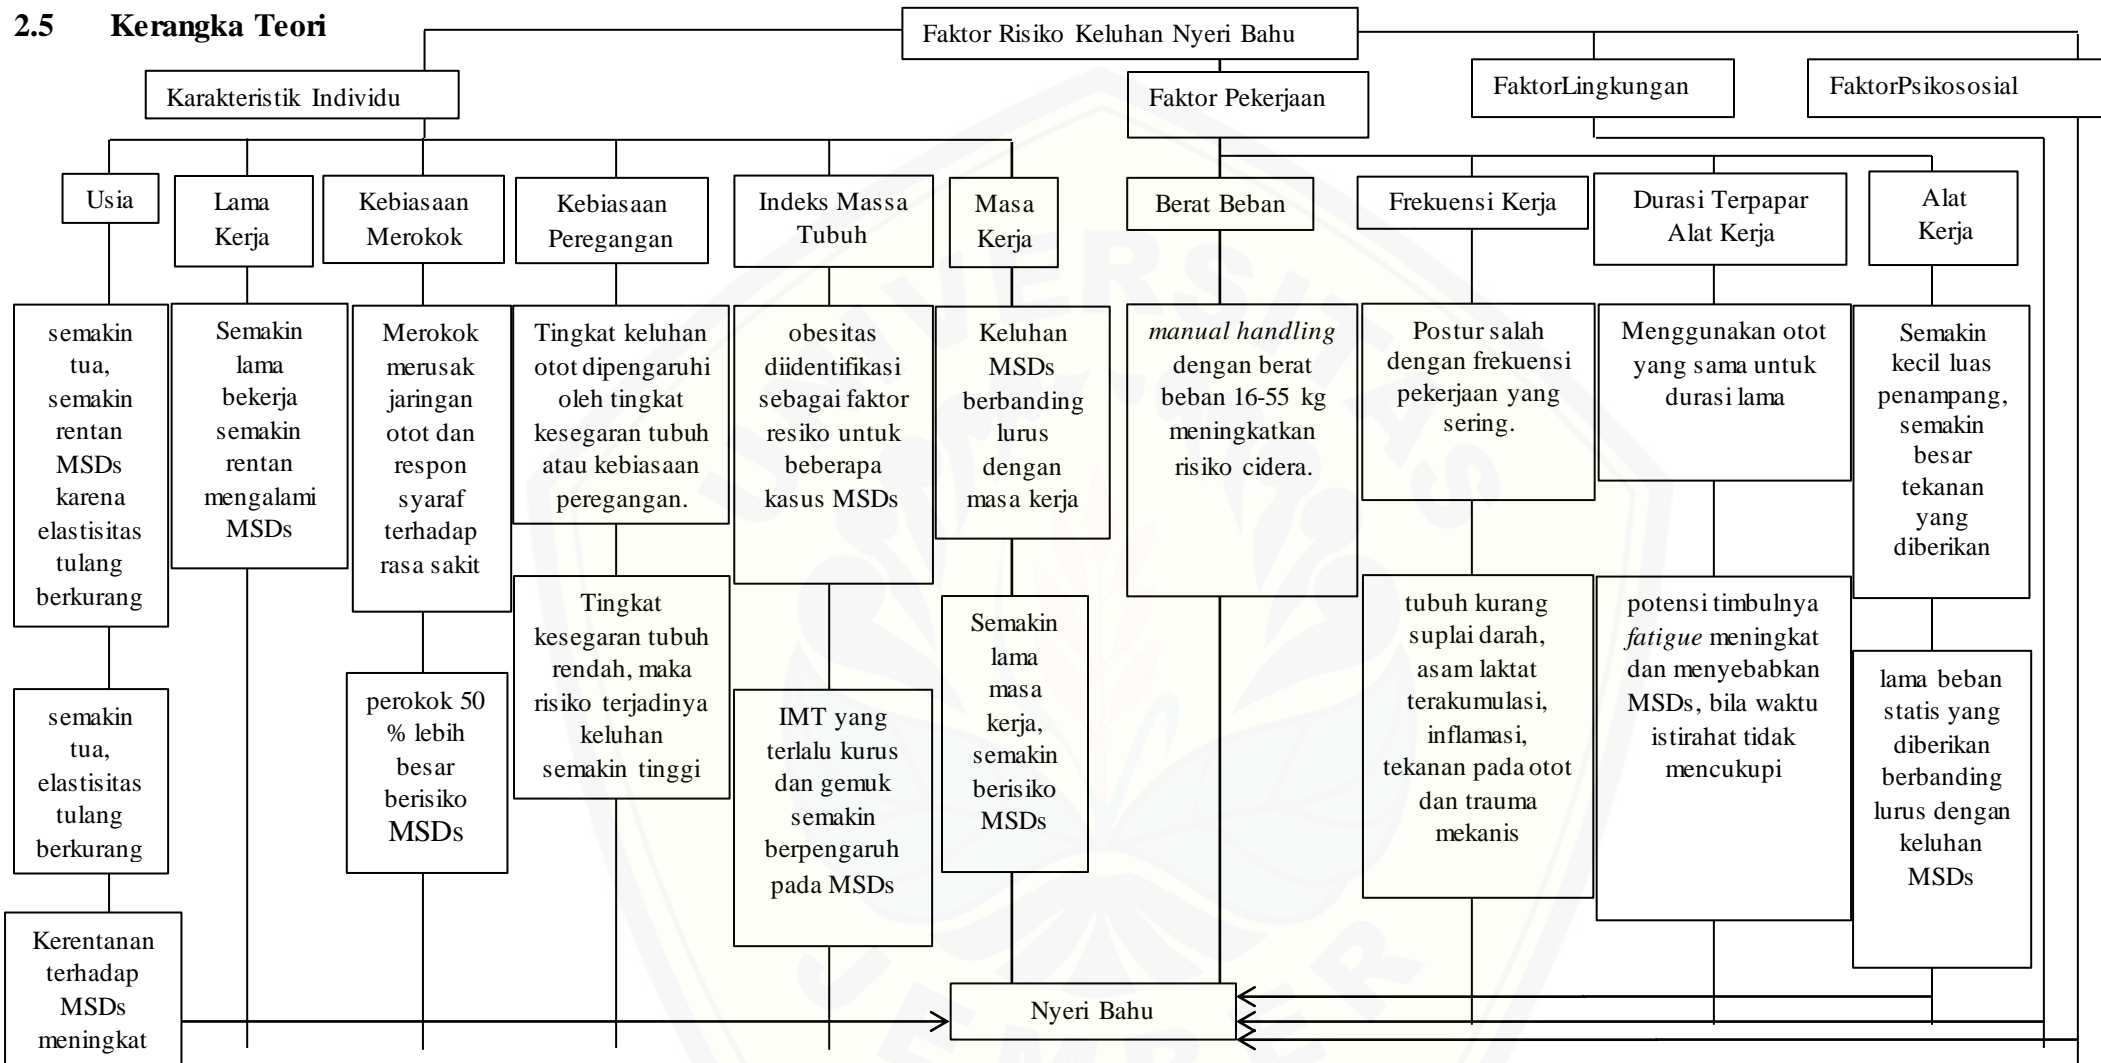 2.5 Kerangka Teori
Faktor Risiko Keluhan Nyeri Bahu
Karakteristik Individu
Faktor Pekerjaan
FaktorLingkungan
FaktorPsikososial
Usia
Lama
Kerja
Kebiasaan
Merokok
Kebiasaan
Peregangan
Indeks Massa
Tubuh
Masa
Kerja
Berat Beban
Frekuensi Kerja
Durasi Terpapar
Alat Kerja
Alat
Kerja
semakin
tua,
semakin
rentan
MSDs
karena
elastisitas
tulang
berkurang
Semakin
lama
bekerja
semakin
rentan
mengalami
MSDs
Merokok
merusak
jaringan
otot dan
respon
syaraf
terhadap
rasa sakit
Tingkat keluhan
otot dipengaruhi
oleh tingkat
kesegaran tubuh
atau kebiasaan
peregangan.
obesitas
diidentifikasi
sebagai faktor
resiko untuk
beberapa
kasus MSDs
Keluhan
MSDs
berbanding
lurus
dengan
masa kerja
manual handling
dengan berat
beban 16-55 kg
meningkatkan
risiko cidera.
Postur salah
dengan frekuensi
pekerjaan yang
sering.
Menggunakan otot
yang sama untuk
durasi lama
Semakin
kecil luas
penampang,
semakin
besar
tekanan
yang
diberikan
semakin
tua,
elastisitas
tulang
berkurang
perokok 50
% lebih
besar
berisiko
MSDs
Tingkat
kesegaran tubuh
rendah, maka
risiko terjadinya
keluhan
semakin tinggi
IMT yang
terlalu kurus
dan gemuk
semakin
berpengaruh
pada MSDs
Semakin
lama
masa
kerja,
semakin
berisiko
MSDs
tubuh kurang
suplai darah,
asam laktat
terakumulasi,
inflamasi,
tekanan pada otot
dan trauma
mekanis
potensi timbulnya
fatigue meningkat
dan menyebabkan
MSDs, bila waktu
istirahat tidak
mencukupi
lama beban
statis yang
diberikan
berbanding
lurus dengan
keluhan
MSDs
Kerentanan
terhadap
MSDs
meningkat
Nyeri Bahu
UNIVERSITAS
JEMBER